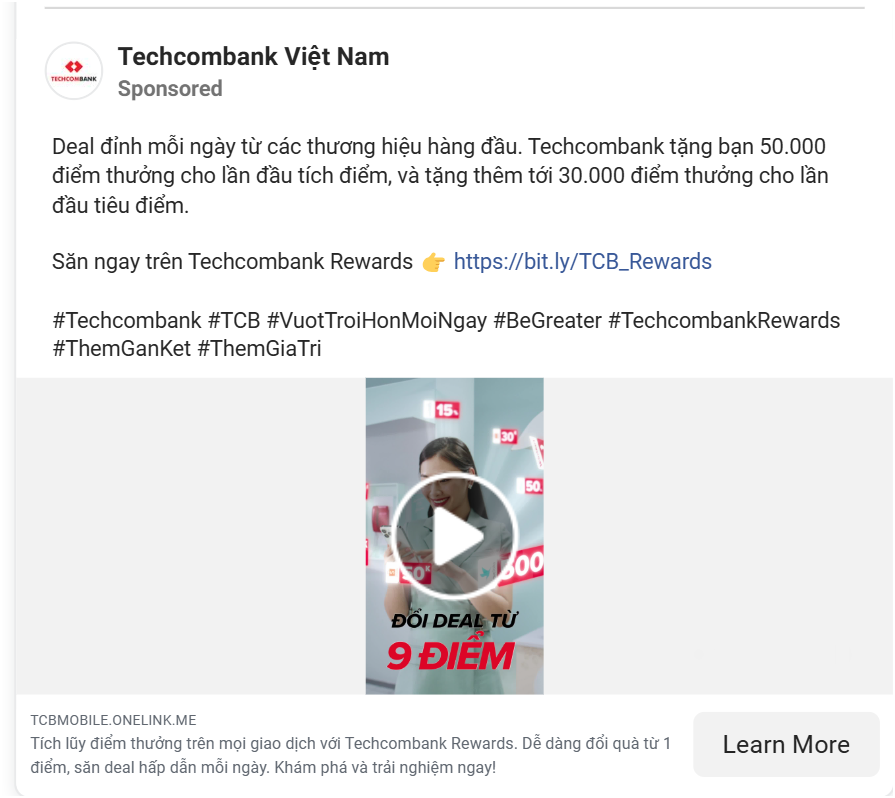 TECHCOMBANK
Techcombank Việt Nam
Sponsored
Deal đỉnh mỗi ngày từ các thương hiệu hàng đầu. Techcombank tặng bạn 50.000
điểm thưởng cho lần đầu tích điểm, và tặng thêm tới 30.000 điểm thưởng cho lần
đầu tiêu điểm.
Săn ngay trên Techcombank Rewards 👉 https://bit.ly/TCB_Rewards
#Techcombank #TCB #VuotTroiHonMoiNgay #BeGreater #TechcombankRewards
#ThemGanKet #ThemGiaTri
15%
30K
50
50K
500
ĐỔI DEAL TỪ
9 ĐIỂM
TCBMOBILE.ONELINK.ME
Tích lũy điểm thưởng trên mọi giao dịch với Techcombank Rewards. Dễ dàng đổi quà từ 1
điểm, săn deal hấp dẫn mỗi ngày. Khám phá và trải nghiệm ngay!
Learn More